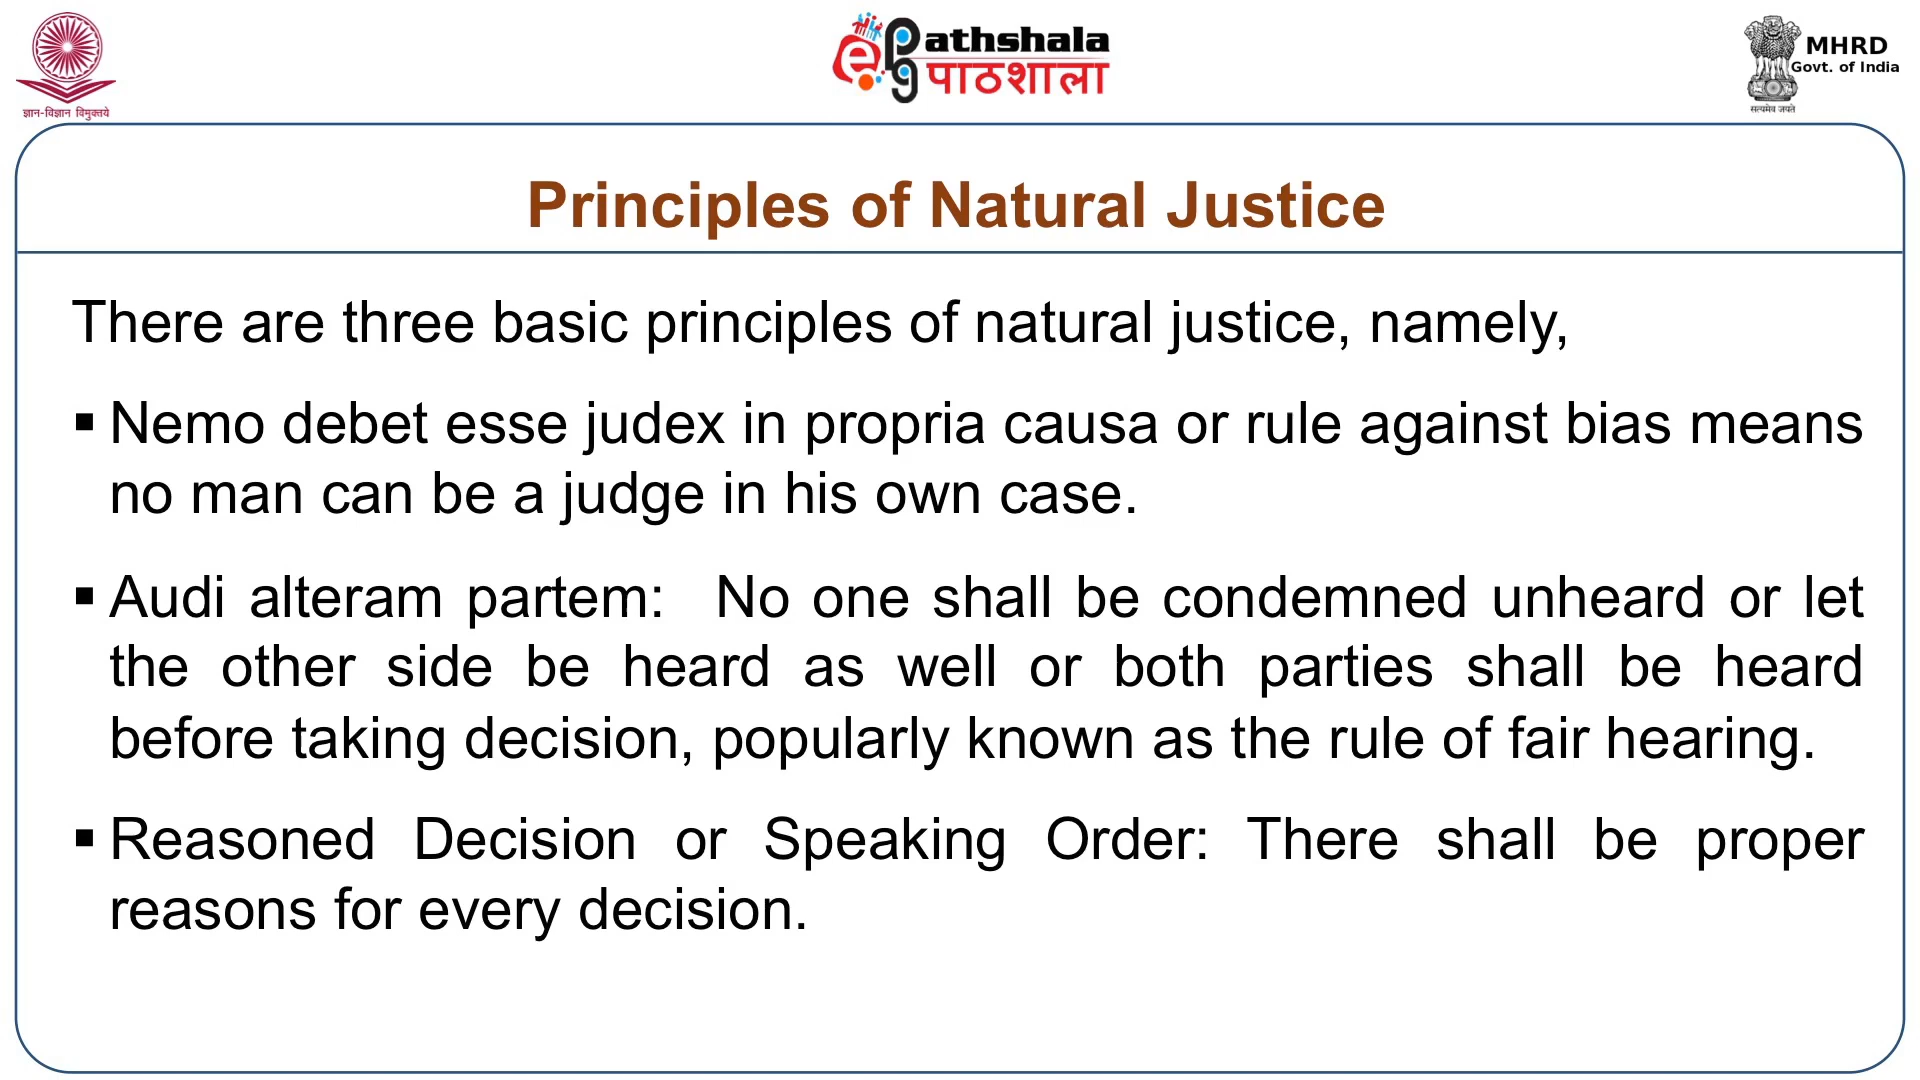 ज्ञान-विज्ञान विमुक्तये
e PG Pathshala
पाठशाला
MHRD
Govt. of India
सत्यमेव जयते
Principles of Natural Justice
There are three basic principles of natural justice, namely,
▪ Nemo debet esse judex in propria causa or rule against bias means
no man can be a judge in his own case.
▪ Audi alteram partem: No one shall be condemned unheard or let
the other side be heard as well or both parties shall be heard
before taking decision, popularly known as the rule of fair hearing.
▪ Reasoned Decision or Speaking Order: There shall be proper
reasons for every decision.